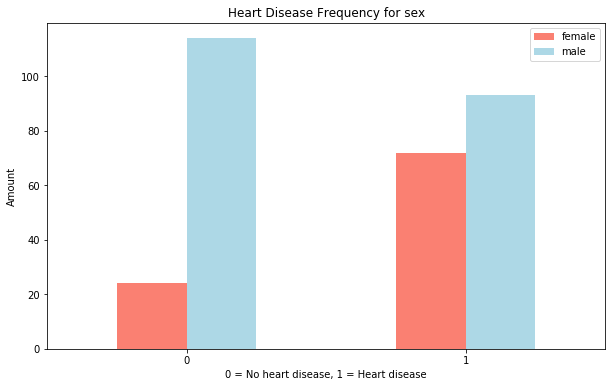 Heart Disease Frequency for sex
female
male
100
80
60
40
20
0
Amount
0
1
0 = No heart disease, 1 = Heart disease